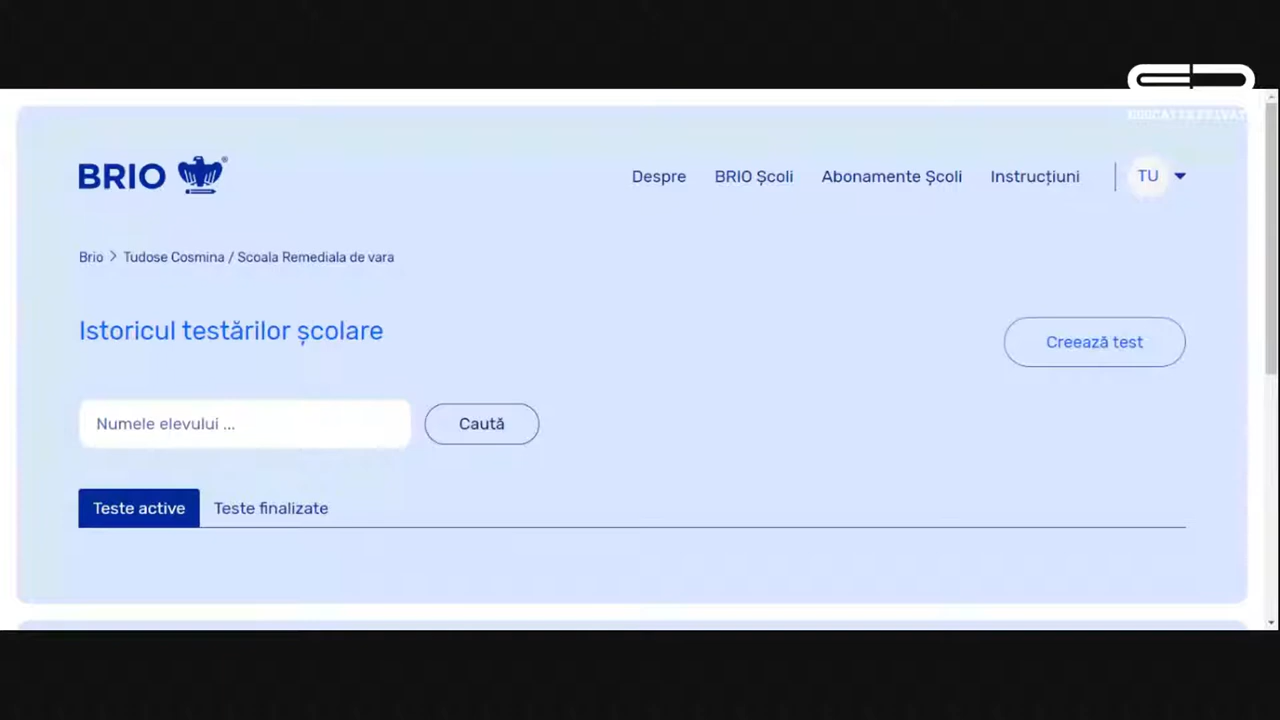 BRIO ®
Despre BRIO Școli Abonamente Școli Instrucțiuni TU
Brio > Tudose Cosmina / Scoala Remediala de vara
Istoricul testărilor școlare
Creează test
Numele elevului ... Caută
Teste active Teste finalizate